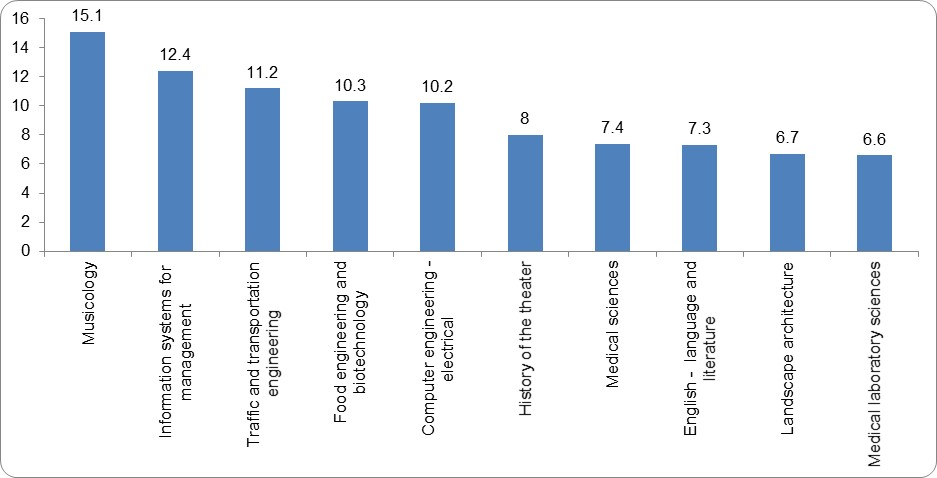 16
14
12
10
8
6
4
2
0
15.1
12.4
11.2
10.3
10.2
8
7.4
7.3
6.7
6.6
Musicology
Information systems for
management
Traffic and transportation
engineering
Food engineering and
biotechnology
Computer engineering -
electrical
History of the theater
Medical sciences
English -  language and
literature
Landscape architecture
Medical laboratory sciences